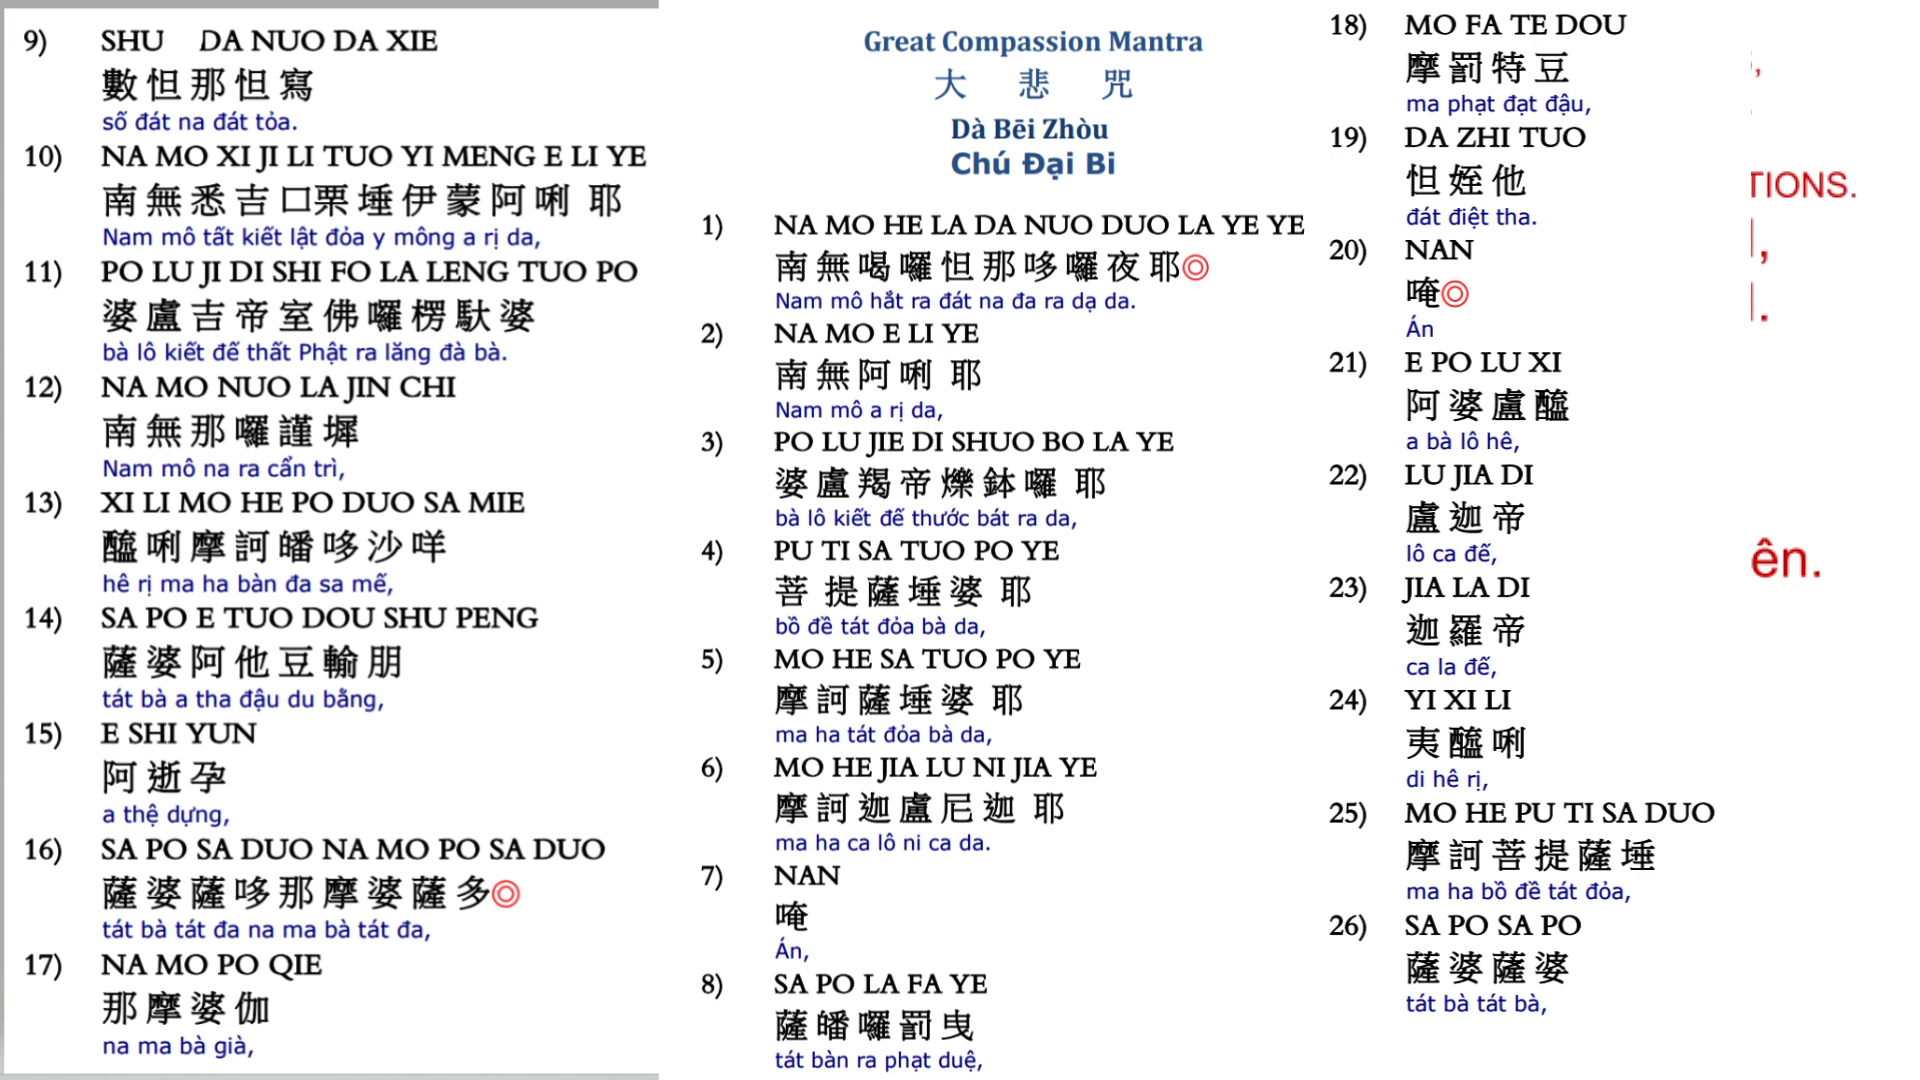 9) SHU DA NUO DA XIE
數怛那怛寫
số đát na đát tỏa.
10) NA MO XI JI LI TUO YI MENG E LI YE
南無悉吉口栗埵伊蒙阿唎 耶
Nam mô tất kiết lật đỏa y mông a rị da,
11) PO LU JI DI SHI FO LA LENG TUO PO
婆盧吉帝室佛囉楞馱婆
bà lô kiết đế thất Phật ra lăng đà bà.
12) NA MO NUO LA JIN CHI
南無那囉謹墀
Nam mô na ra cẩn trì,
13) XI LI MO HE PO DUO SA MIE
醯唎摩訶皤哆沙咩
hê rị ma ha bàn đa sa mế,
14) SA PO E TUO DOU SHU PENG
薩婆阿他豆輸朋
tát bà a tha đậu du bằng,
15) E SHI YUN
阿逝孕
a thệ dựng,
16) SA PO SA DUO NA MO PO SA DUO
薩婆薩哆那摩婆薩多◎
tát bà tát đa na ma bà tát đa,
17) NA MO PO QIE
那摩婆伽
na ma bà già,
Great Compassion Mantra
大 悲 咒
Dà Bēi Zhòu
Chú Đại Bi
1) NA MO HE LA DA NUO DUO LA YE YE
南無喝囉怛那哆囉夜耶◎
Nam mô hắt ra đát na đa ra dạ da.
2) NA MO E LI YE
南無阿唎 耶
Nam mô a rị da,
3) PO LU JIE DI SHUO BO LA YE
婆盧羯帝爍鉢囉 耶
bà lô kiết đế thước bát ra da,
4) PU TI SA TUO PO YE
菩 提薩埵婆 耶
bồ đề tát đỏa bà da,
5) MO HE SA TUO PO YE
摩訶薩埵婆 耶
ma ha tát đỏa bà da,
6) MO HE JIA LU NI JIA YE
摩訶迦盧尼迦 耶
ma ha ca lô ni ca da.
7) NAN
唵
Án,
8) SA PO LA FA YE
薩皤囉罰曳
tát bàn ra phạt duệ,
18) MO FA TE DOU
摩罰特豆
ma phạt đạt đậu,
19) DA ZHI TUO
怛姪他
đát điệt tha.
20) NAN
唵◎
Án
21) E PO LU XI
阿婆盧醯
a bà lô hê,
22) LU JIA DI
盧迦帝
lô ca đế,
23) JIA LA DI
迦羅帝
ca la đế,
24) YI XI LI
夷醯唎
di hê rị,
25) MO HE PU TI SA DUO
摩訶菩提薩埵
ma ha bồ đề tát đỏa,
26) SA PO SA PO
薩婆薩婆
tát bà tát bà,
TIONS.
ên.